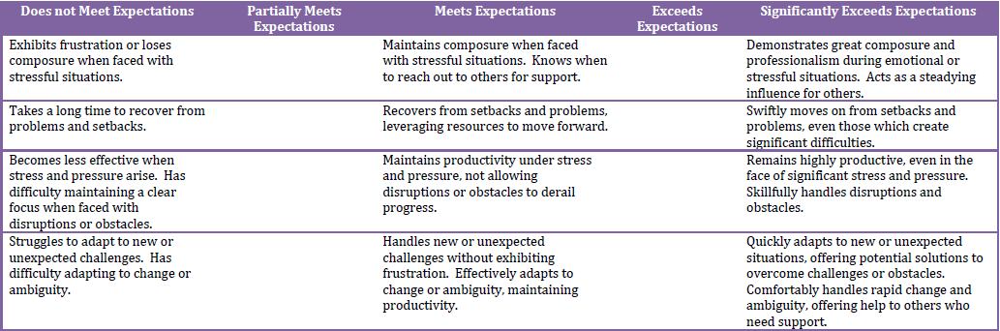 Does not Meet Expectations
Partially Meets
Expectations
Meets Expectations
Exceeds
Expectations
Significantly Exceeds Expectations
Exhibits frustration or loses
composure when faced with
stressful situations.
Maintains composure when faced
with stressful situations.  Knows when
to reach out to others for support.
Demonstrates great composure and
professionalism during emotional or
stressful situations.  Acts as a steadying
influence for others.
Takes a long time to recover from
problems and setbacks.
Recovers from setbacks and problems,
leveraging resources to move forward.
Swiftly moves on from setbacks and
problems, even those which create
significant difficulties.
Becomes less effective when
stress and pressure arise.  Has
difficulty maintaining a clear
focus when faced with
disruptions or obstacles.
Maintains productivity under stress
and pressure, not allowing
disruptions or obstacles to derail
progress.
Remains highly productive, even in the
face of significant stress and pressure.
Skillfully handles disruptions and
obstacles.
Struggles to adapt to new or
unexpected challenges.  Has
difficulty adapting to change or
ambiguity.
Handles new or unexpected
challenges without exhibiting
frustration.  Effectively adapts to
change or ambiguity, maintaining
productivity.
Quickly adapts to new or unexpected
situations, offering potential solutions to
overcome challenges or obstacles.
Comfortably handles rapid change and
ambiguity, offering help to others who
need support.